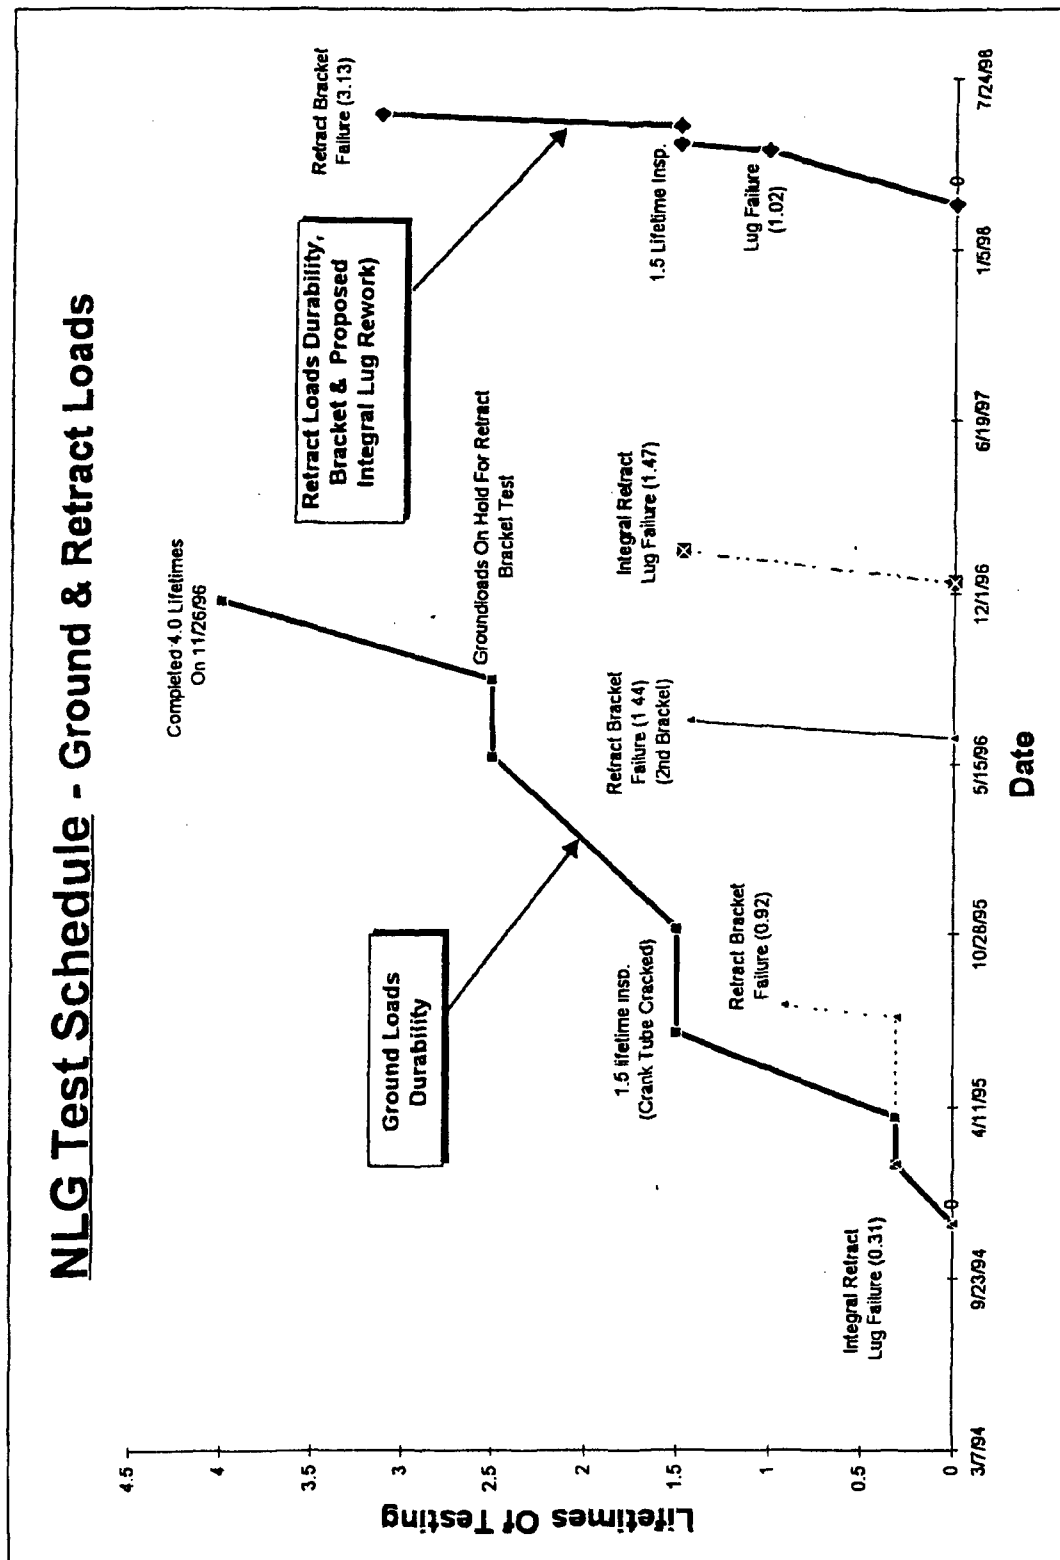 NLG Test Schedule - Ground & Retract Loads
Completed 4.0 Lifetimes
On 11/26/96
Retract Bracket
Failure (3.13)
Retract Loads Durability,
Bracket & Proposed
Integral Lug Rework)
Ground Loads
Durability
Groundloads On Hold For Retract
Bracket Test
1.5 lifetime insp.
(Crank Tube Cracked)
Retract Bracket
Failure (1.44)
(2nd Bracket)
Integral Retract
Lug Failure (1.47)
1.5 Lifetime Insp.
Lug Failure
(1.02)
Retract Bracket
Failure (0.92)
Integral Retract
Lug Failure (0.31)
0
0
Lifetimes Of Testing
4.5
4
3.5
3
2.5
2
1.5
1
0.5
0
3/7/94
9/23/94
4/11/95
10/28/95
5/15/96
12/1/96
6/19/97
1/5/98
7/24/98
Date